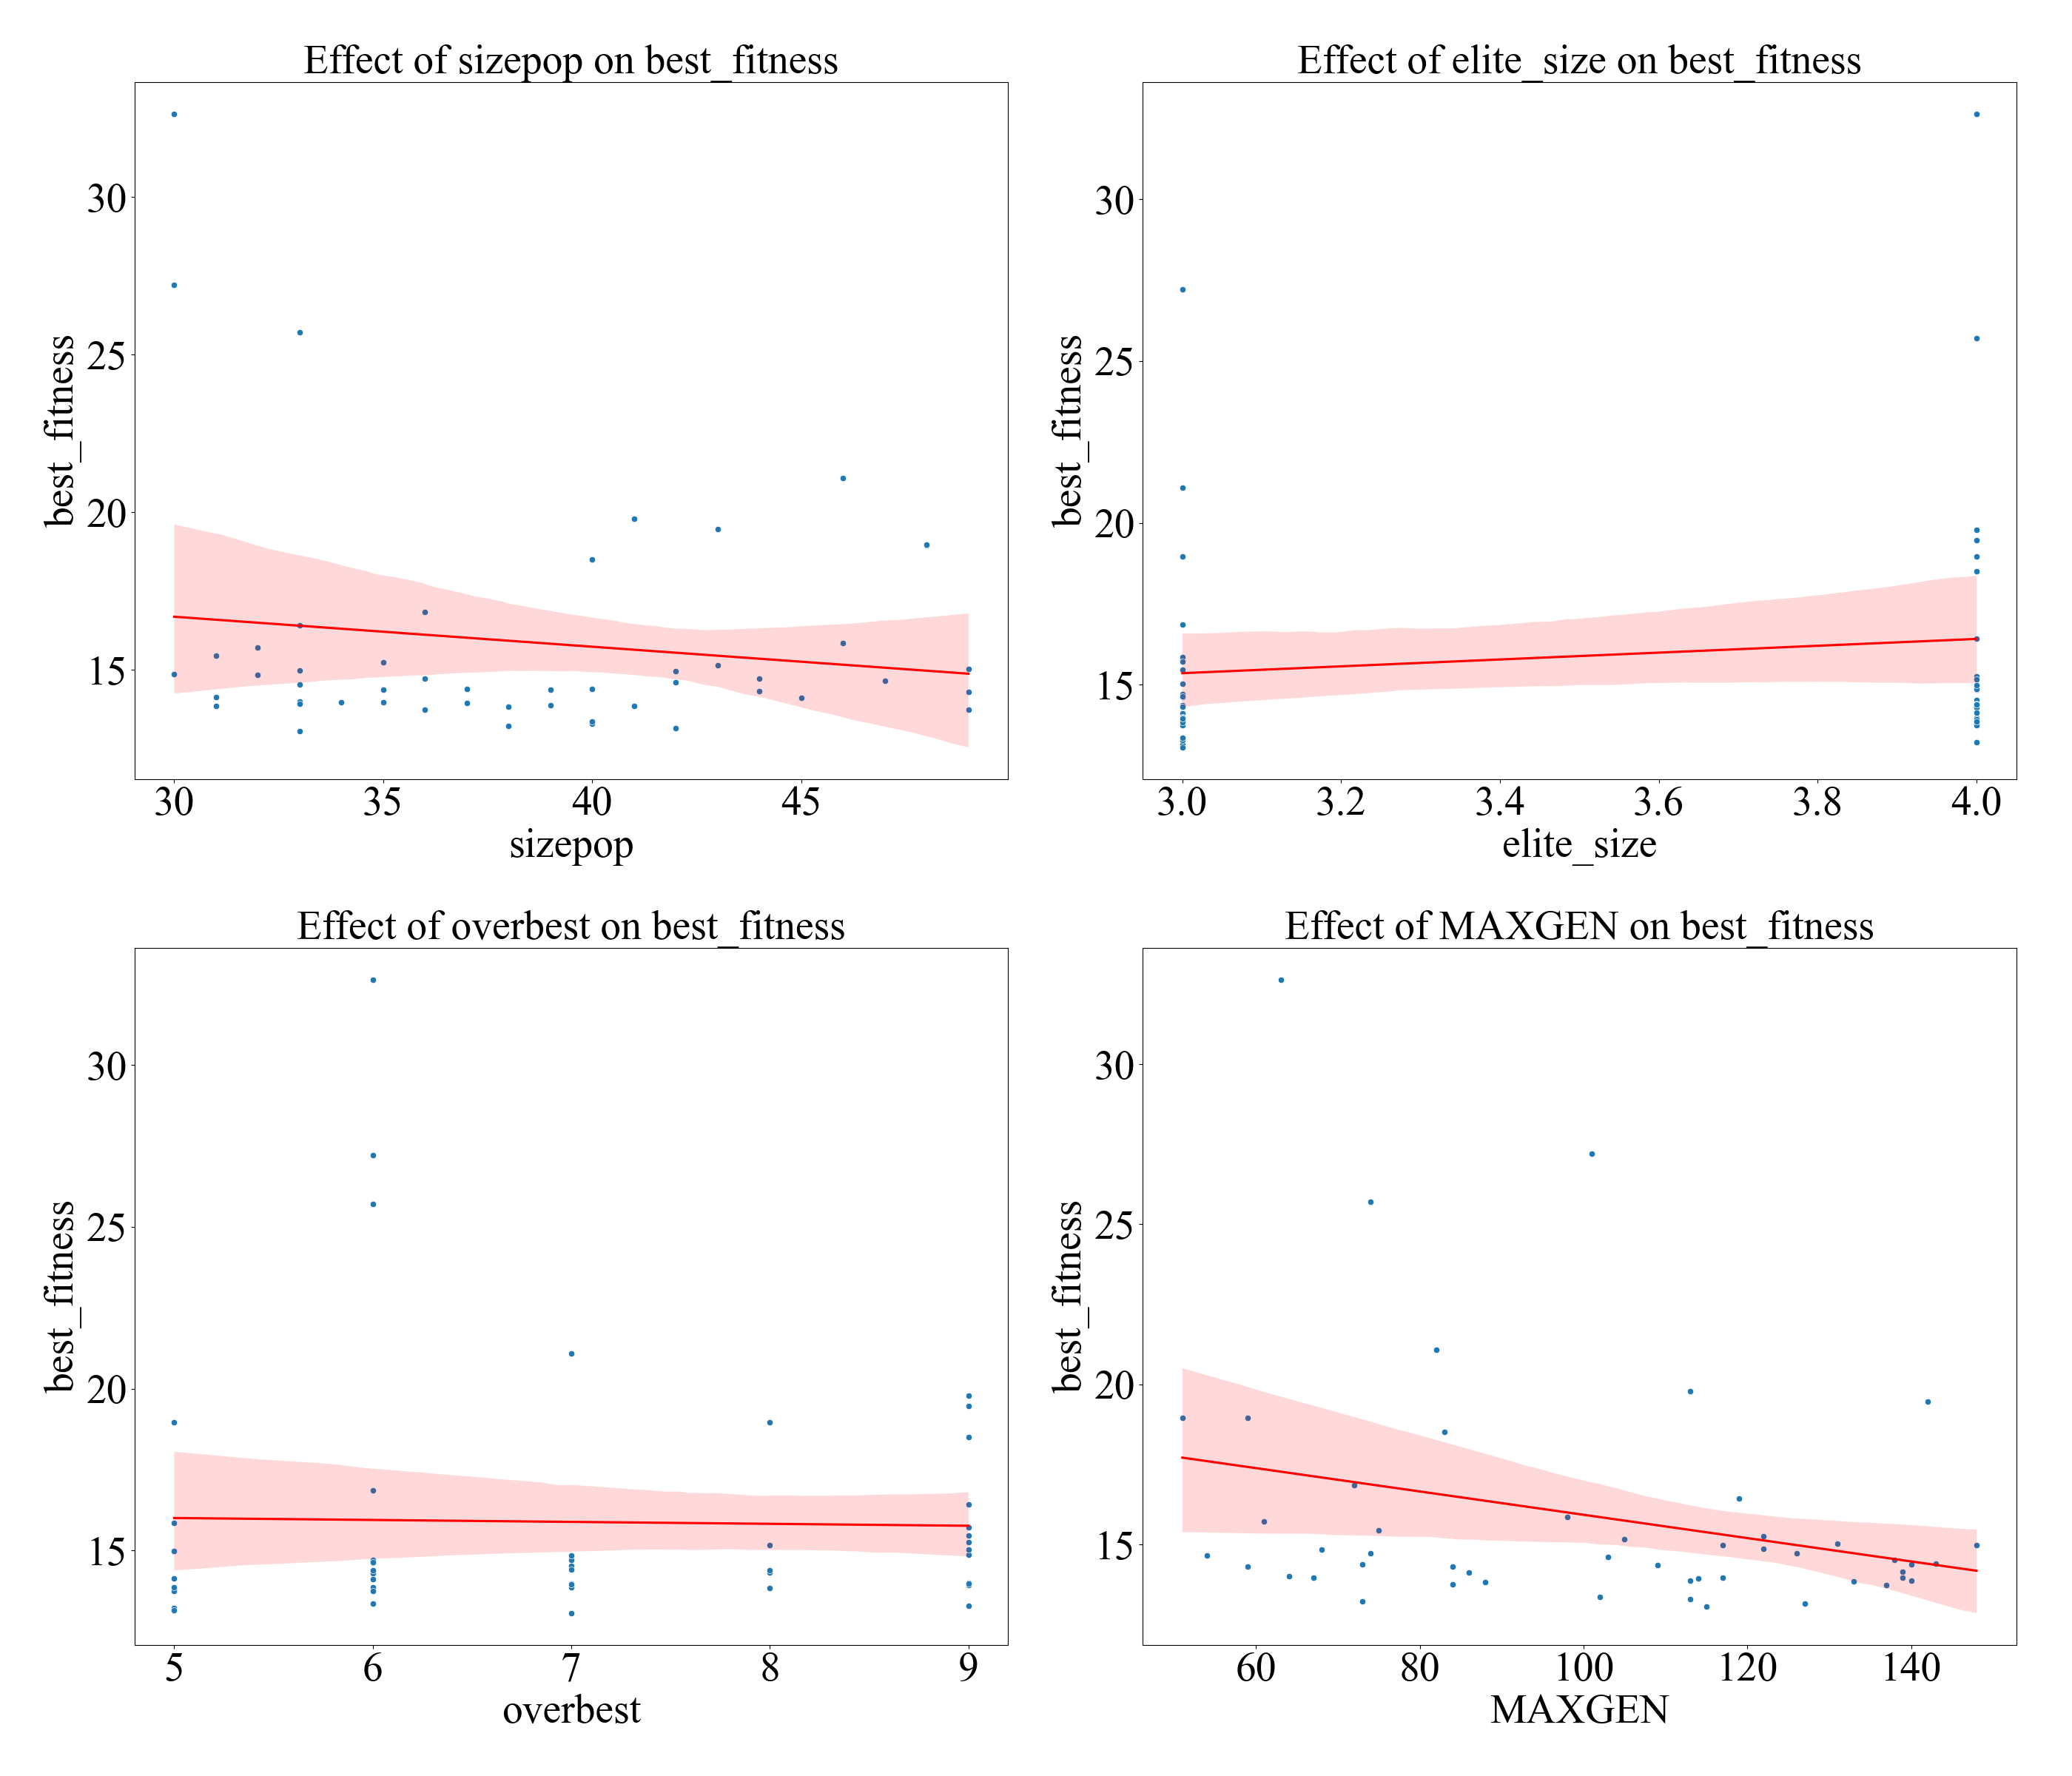 Effect of sizepop on best_fitness
best_fitness
30
25
20
15
30 35 40 45
sizepop
Effect of elite_size on best_fitness
best_fitness
30
25
20
15
3.0 3.2 3.4 3.6 3.8 4.0
elite_size
Effect of overbest on best_fitness
best_fitness
30
25
20
15
5 6 7 8 9
overbest
Effect of MAXGEN on best_fitness
best_fitness
30
25
20
15
60 80 100 120 140
MAXGEN